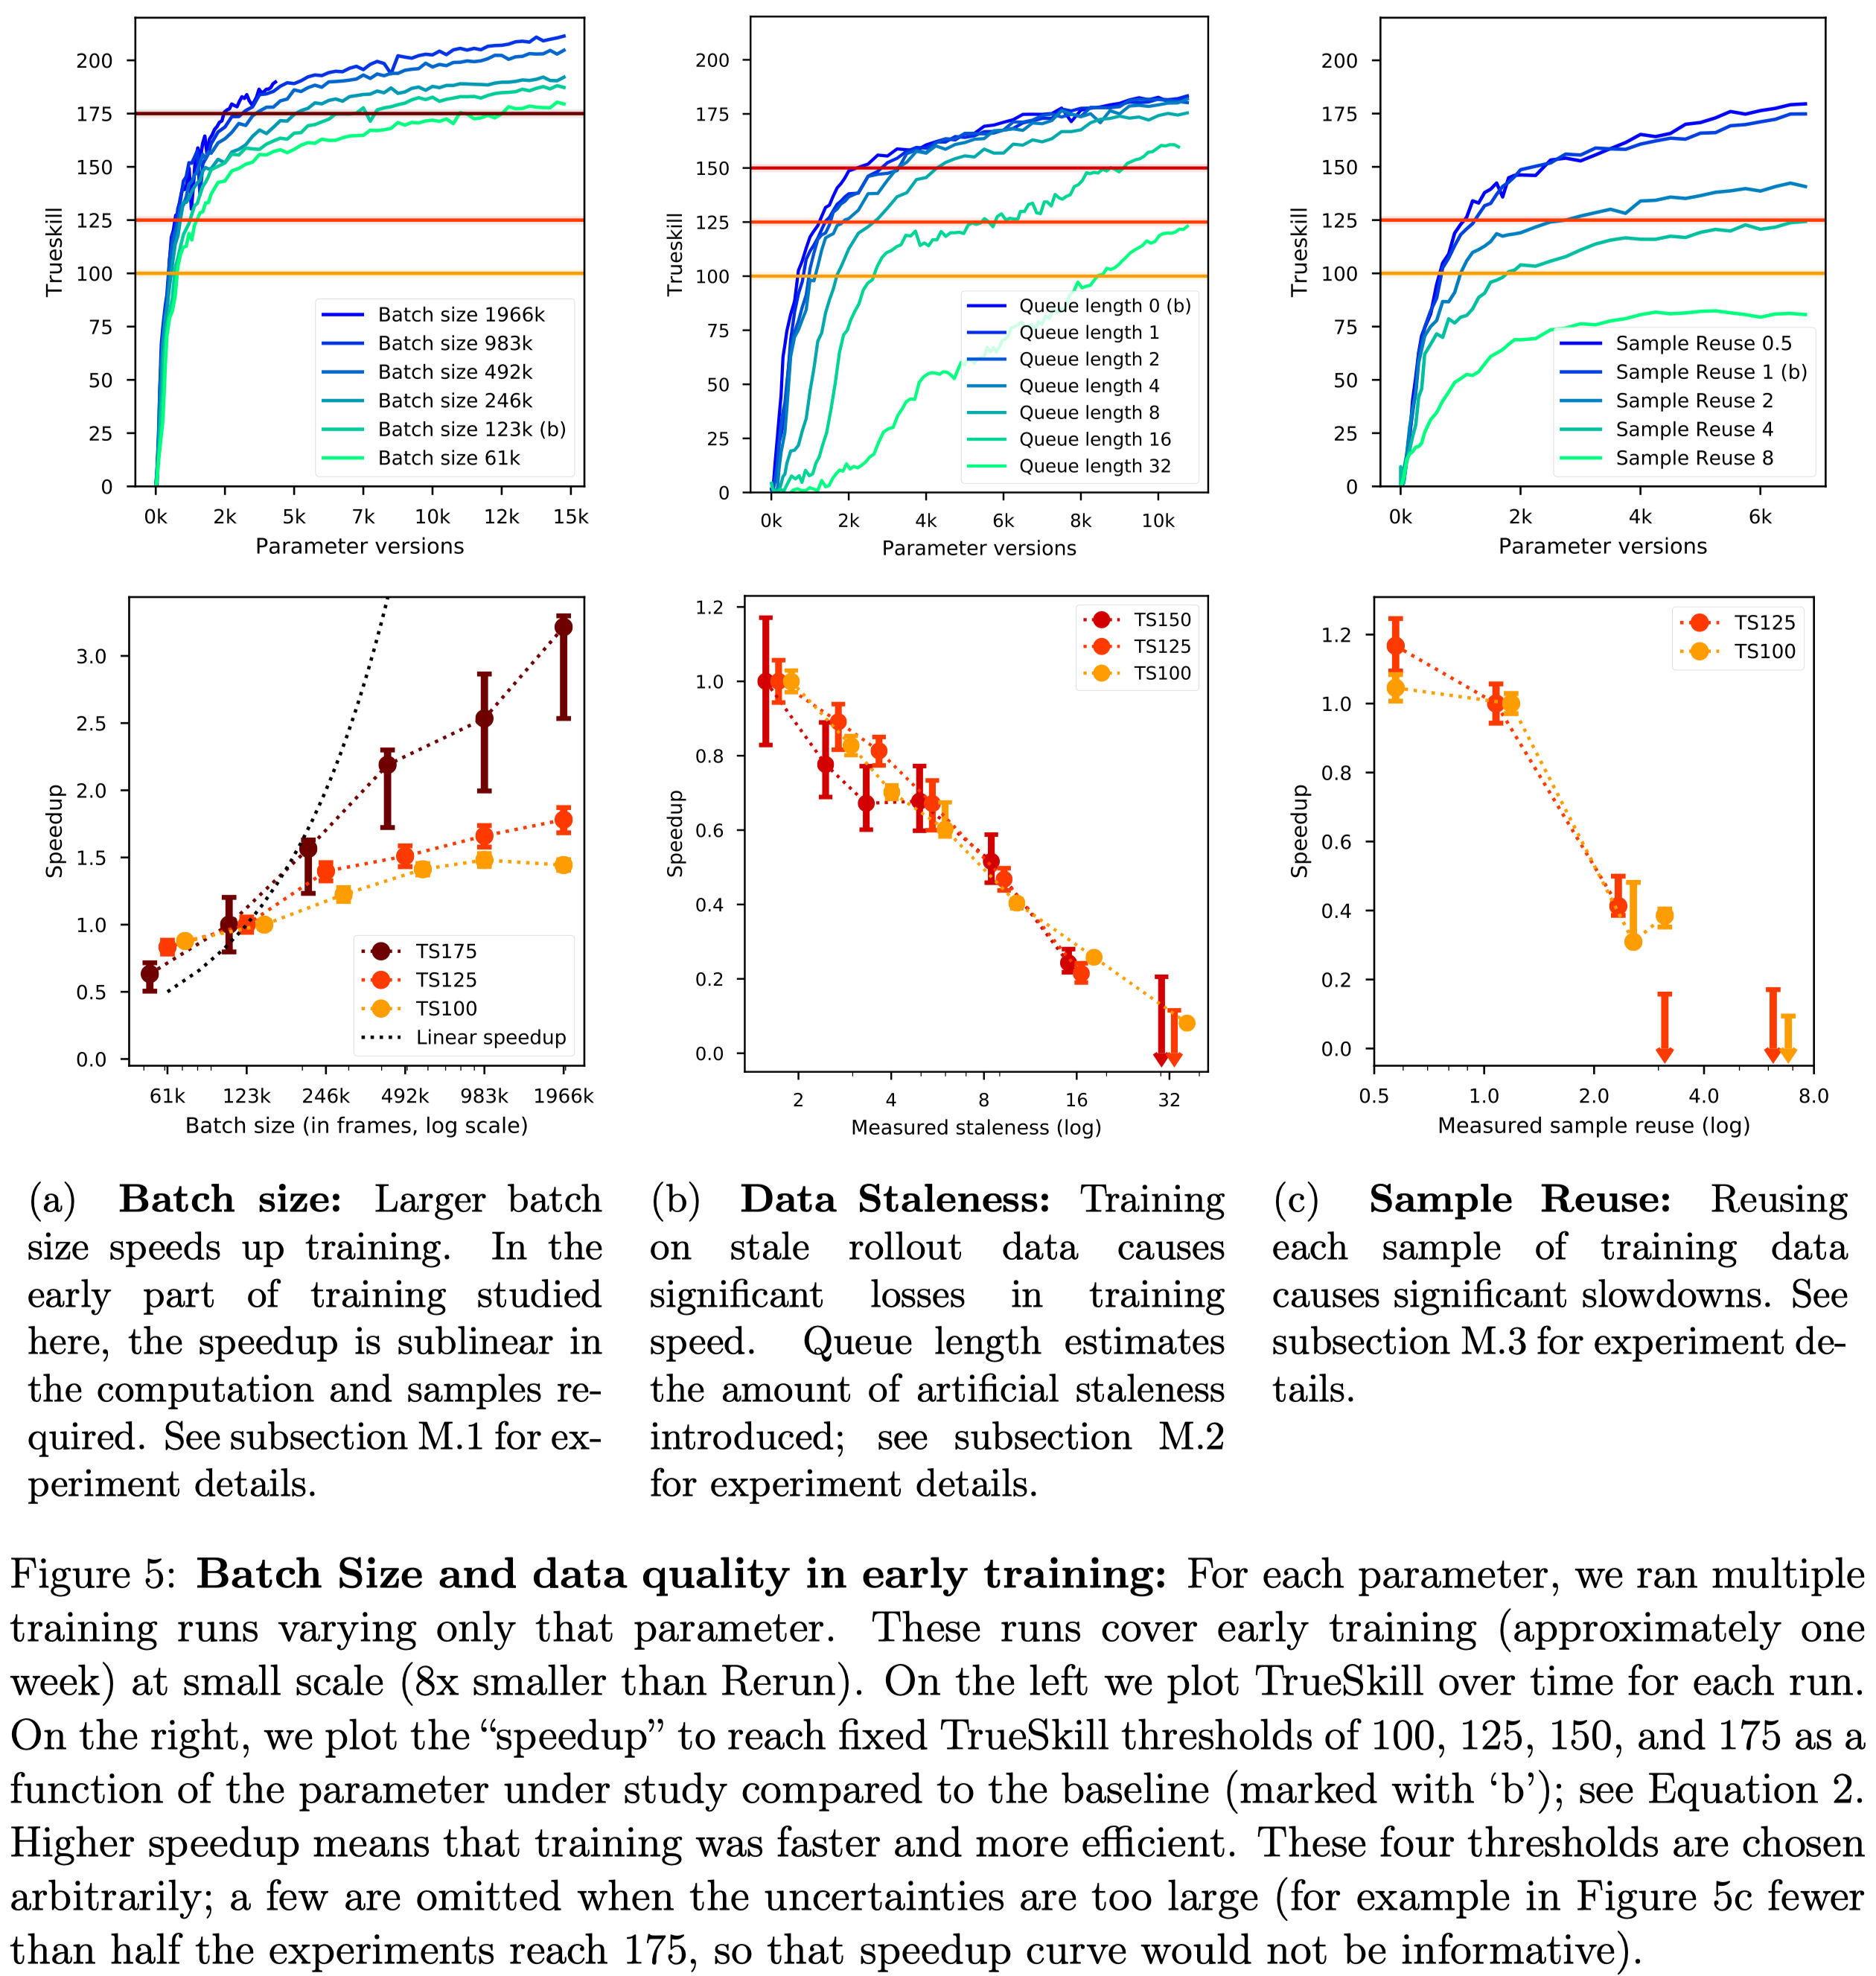 200
175
150
125
100
75
50
25
0
Trueskill
0k 2k 5k 7k 10k 12k 15k
Parameter versions
Batch size 1966k
Batch size 983k
Batch size 492k
Batch size 246k
Batch size 123k (b)
Batch size 61k
200
175
150
125
100
75
50
25
0
Trueskill
0k 2k 4k 6k 8k 10k
Parameter versions
Queue length 0 (b)
Queue length 1
Queue length 2
Queue length 4
Queue length 8
Queue length 16
Queue length 32
200
175
150
125
100
75
50
25
0
Trueskill
0k 2k 4k 6k
Parameter versions
Sample Reuse 0.5
Sample Reuse 1 (b)
Sample Reuse 2
Sample Reuse 4
Sample Reuse 8
3.0
2.5
2.0
1.5
1.0
0.5
0.0
Speedup
61k 123k 246k 492k 983k 1966k
Batch size (in frames, log scale)
TS175
TS125
TS100
Linear speedup
1.2
1.0
0.8
0.6
0.4
0.2
0.0
Speedup
2 4 8 16 32
Measured staleness (log)
TS150
TS125
TS100
1.2
1.0
0.8
0.6
0.4
0.2
0.0
Speedup
0.5 1.0 2.0 4.0 8.0
Measured sample reuse (log)
TS125
TS100
(a) Batch size: Larger batch
size speeds up training. In the
early part of training studied
here, the speedup is sublinear in
the computation and samples re-
quired. See subsection M.1 for ex-
periment details.
(b) Data Staleness: Training
on stale rollout data causes
significant losses in training
speed. Queue length estimates
the amount of artificial staleness
introduced; see subsection M.2
for experiment details.
(c) Sample Reuse: Reusing
each sample of training data
causes significant slowdowns. See
subsection M.3 for experiment de-
tails.
Figure 5: Batch Size and data quality in early training: For each parameter, we ran multiple
training runs varying only that parameter. These runs cover early training (approximately one
week) at small scale (8x smaller than Rerun). On the left we plot TrueSkill over time for each run.
On the right, we plot the “speedup” to reach fixed TrueSkill thresholds of 100, 125, 150, and 175 as a
function of the parameter under study compared to the baseline (marked with ‘b’); see Equation 2.
Higher speedup means that training was faster and more efficient. These four thresholds are chosen
arbitrarily; a few are omitted when the uncertainties are too large (for example in Figure 5c fewer
than half the experiments reach 175, so that speedup curve would not be informative).